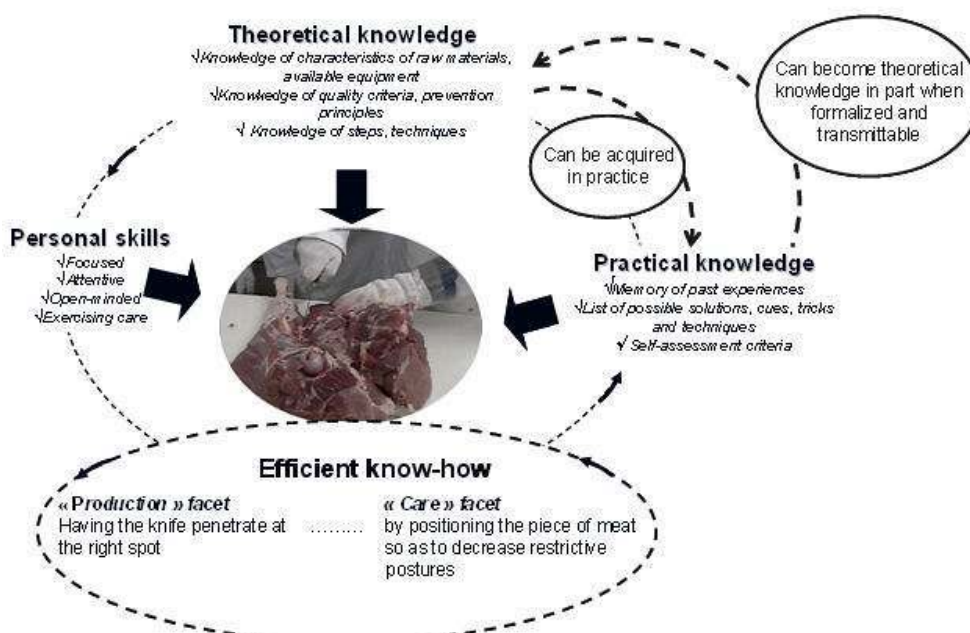 Theoretical knowledge
√Knowledge of characteristics of raw materials,
available equipment
√Knowkedge of quality criteria, prevention
principles
√ Knowledge of steps, techniques
Can become theoretical
knowledge in part when
formalized and
transmittable
Can be acquired
in practice
Personal skills
√Focused
√Attentive
√Open-minded
√Exercising care
Practical knowledge
√Memory of past experiences
√List of possible solutions, cues, tricks
and techniques
√ Self-assessment criteria
Efficient know-how
« Production » facet
Having the knife penetrate at
the right spot
.........
« Care » facet
by positioning the piece of meat
so as to decrease restrictive
postures